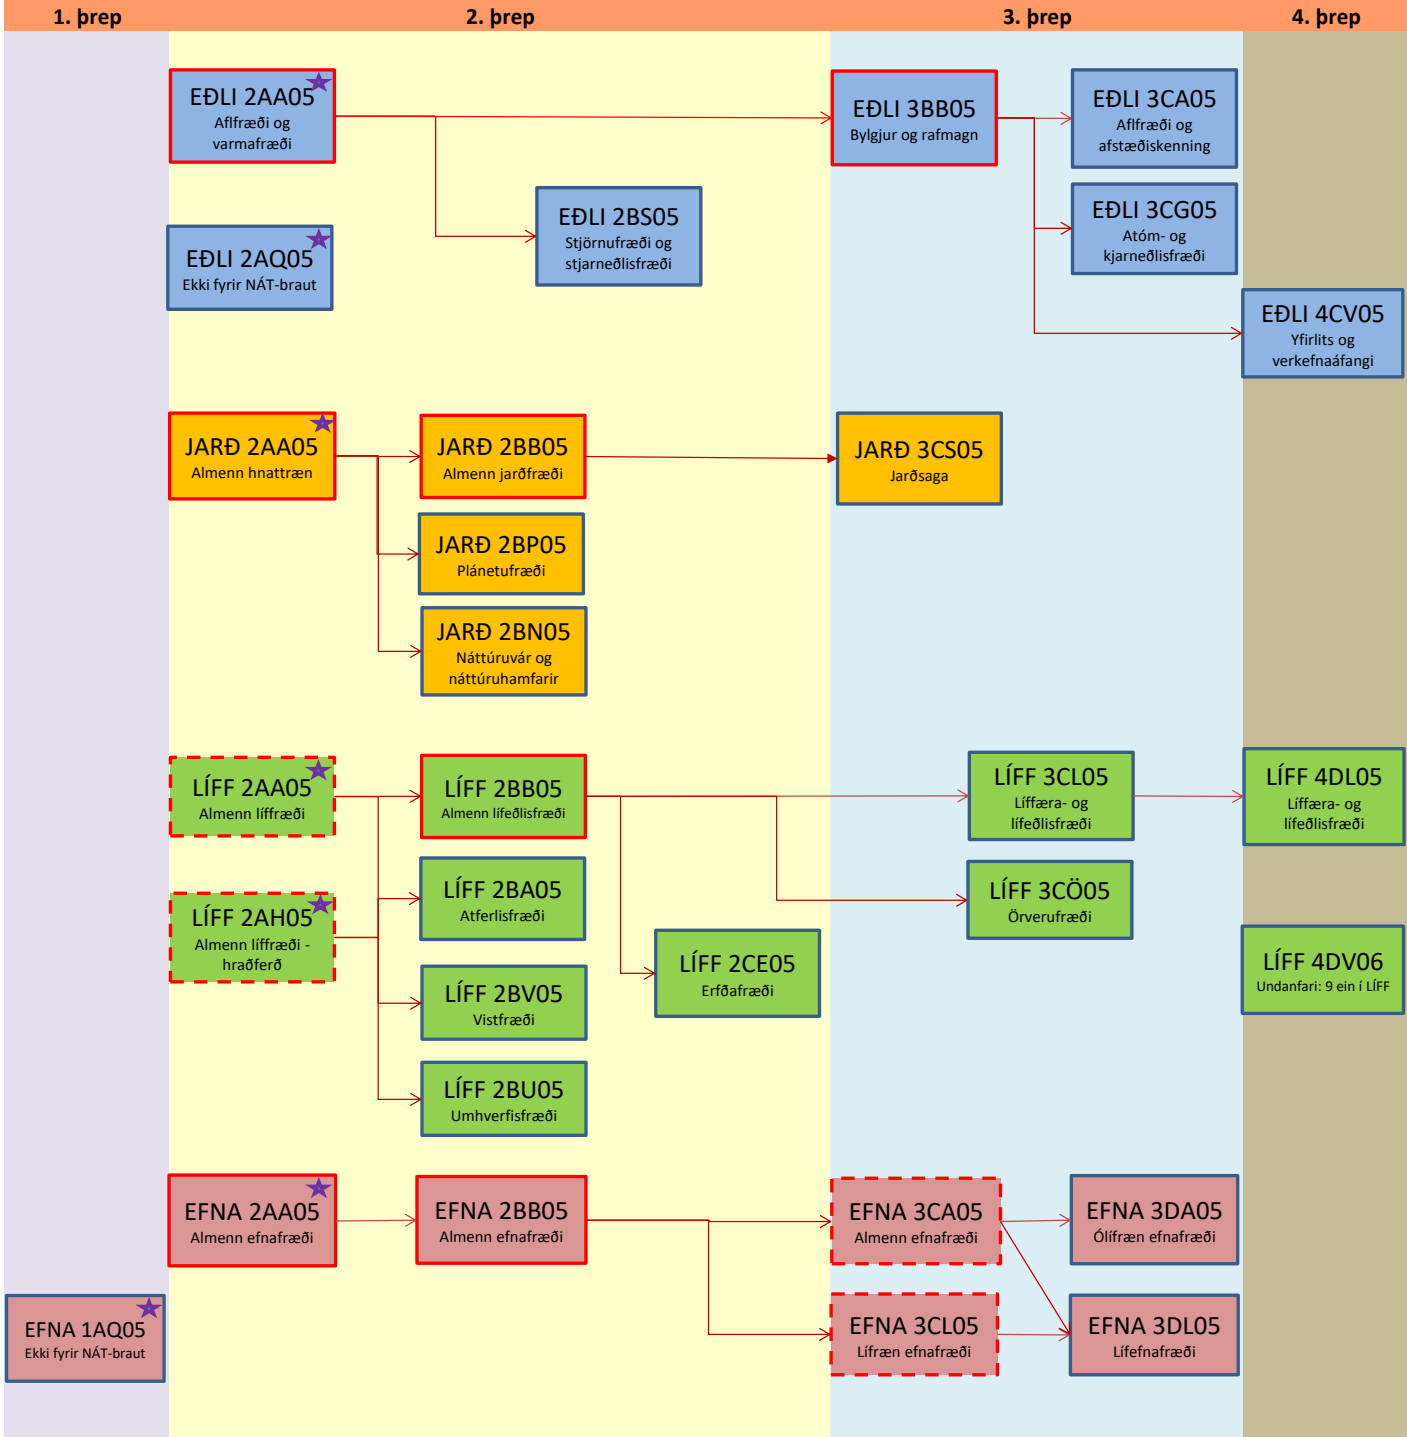 1. þrep
2. þrep
3. þrep
4. þrep
EÐLI 2AA05
Aflfræði og
varmafræði
EÐLI 3BB05
Bylgjur og rafmagn
EÐLI 3CA05
Aflfræði og
afstæðiskenning
EÐLI 2BS05
Stjörnufræði og
stjarneðlisfræði
EÐLI 3CG05
Atóm- og
kjarneðlisfræði
EÐLI 2AQ05
Ekki fyrir NÁT-braut
EÐLI 4CV05
Yfirlits og
verkefnaáfangi
JARÐ 2AA05
Almenn hnattræn
JARÐ 2BB05
Almenn jarðfræði
JARÐ 3CS05
Jarðsaga
JARÐ 2BP05
Plánetufræði
JARÐ 2BN05
Náttúruvár og
náttúruhamfarir
LÍFF 2AA05
Almenn líffræði
LÍFF 2BB05
Almenn lífeðlisfræði
LÍFF 3CL05
Líffæra- og
lífeðlisfræði
LÍFF 4DL05
Líffæra- og
lífeðlisfræði
LÍFF 2AH05
Almenn líffræði -
hraðferð
LÍFF 2BA05
Atferlisfræði
LÍFF 3CÖ05
Örverufræði
LÍFF 2CE05
Erfðafræði
LÍFF 4DV06
Undanfari: 9 ein í LÍFF
LÍFF 2BV05
Vistfræði
LÍFF 2BU05
Umhverfisfræði
EFNA 2AA05
Almenn efnafræði
EFNA 2BB05
Almenn efnafræði
EFNA 3CA05
Almenn efnafræði
EFNA 3DA05
Ólífræn efnafræði
EFNA 1AQ05
Ekki fyrir NÁT-braut
EFNA 3CL05
Lífræn efnafræði
EFNA 3DL05
Lífefnafræði